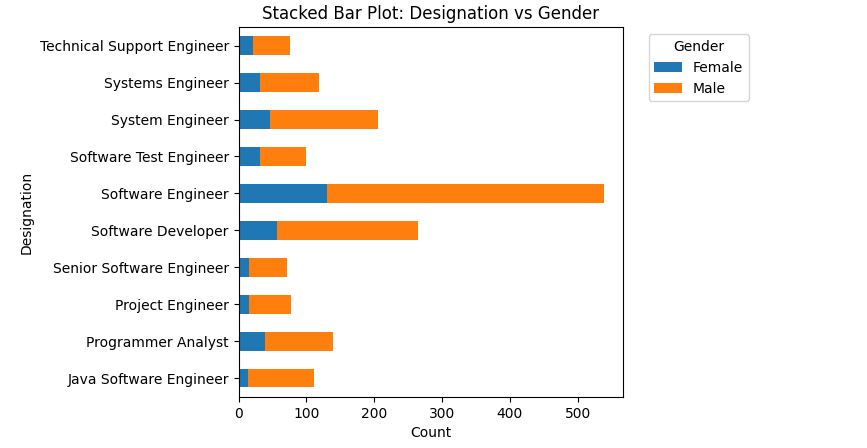 Stacked Bar Plot: Designation vs Gender
Gender
Female
Male
Designation
Technical Support Engineer
Systems Engineer
System Engineer
Software Test Engineer
Software Engineer
Software Developer
Senior Software Engineer
Project Engineer
Programmer Analyst
Java Software Engineer
0 100 200 300 400 500
Count